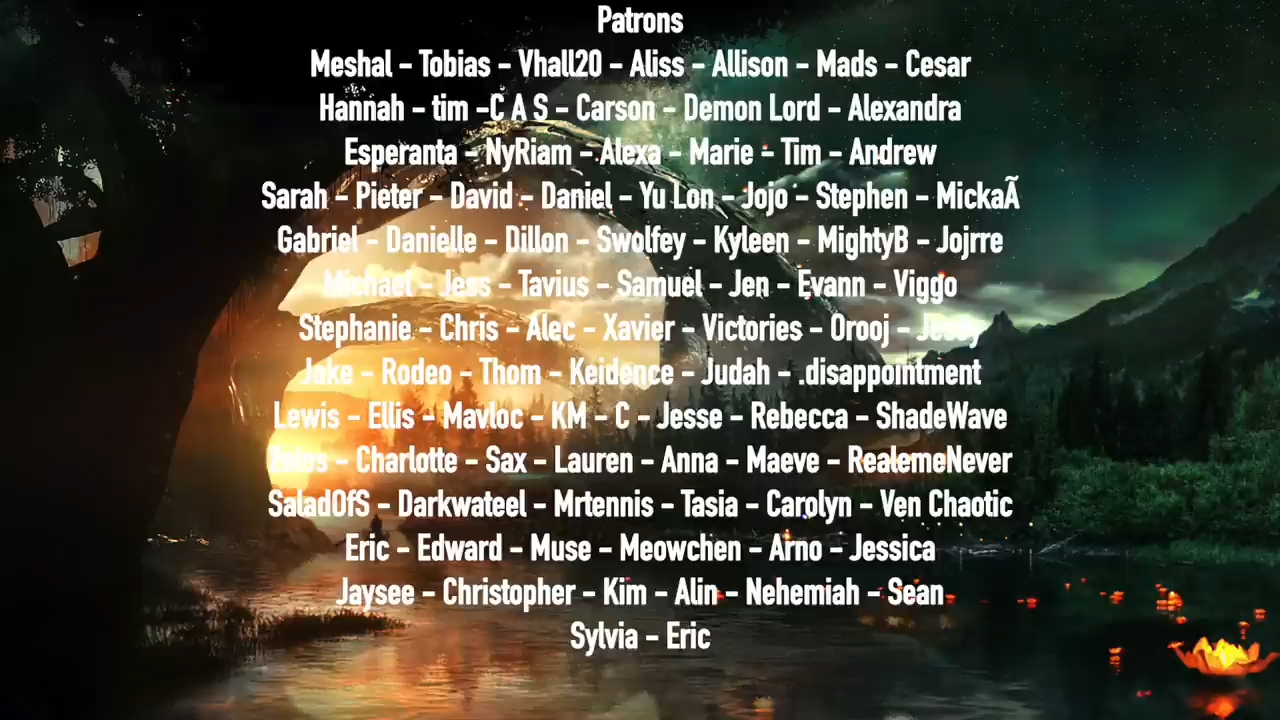 Patrons
Meshal - Tobias - Vhall20 - Aliss - Allison - Mads - Cesar
Hannah - tim -C A S - Carson - Demon Lord - Alexandra
Esperanta - NyRiam - Alexa - Marie - Tim - Andrew
Sarah - Pieter - David - Daniel - Yu Lon - Jojo - Stephen - MickaÃ
Gabriel - Danielle - Dillon - Swolfey - Kyleen - MightyB - Jojrre
Michael - Jess - Tavius - Samuel - Jen - Evann - Viggo
Stephanie - Chris - Alec - Xavier - Victories - Orooj -
Jake - Rodeo - Thom - Keidence - Judah - .disappointment
Lewis - Ellis - Mavloc - KM - C - Jesse - Rebecca - ShadeWave
- Charlotte - Sax - Lauren - Anna - Maeve - RealemeNever
SaladOfS - Darkwateel - Mrtennis - Tasia - Carolyn - Ven Chaotic
Eric - Edward - Muse - Meowchen - Arno - Jessica
Jaysee - Christopher - Kim - Alin - Nehemiah - Sean
Sylvia - Eric